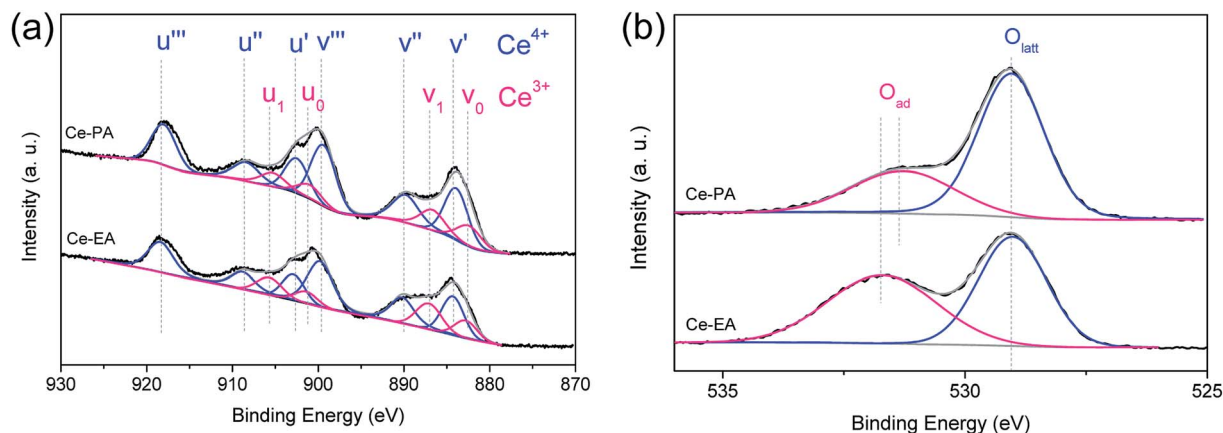 (a)
u''' u'' u' v''' v'' v' Ce4+
u1 u0 v1 v0 Ce3+
Ce-PA
Ce-EA
Intensity (a. u.)
930 920 910 900 890 880 870
Binding Energy (eV)
(b)
Olatt
Oad
Ce-PA
Ce-EA
Intensity (a. u.)
535 530 525
Binding Energy (eV)